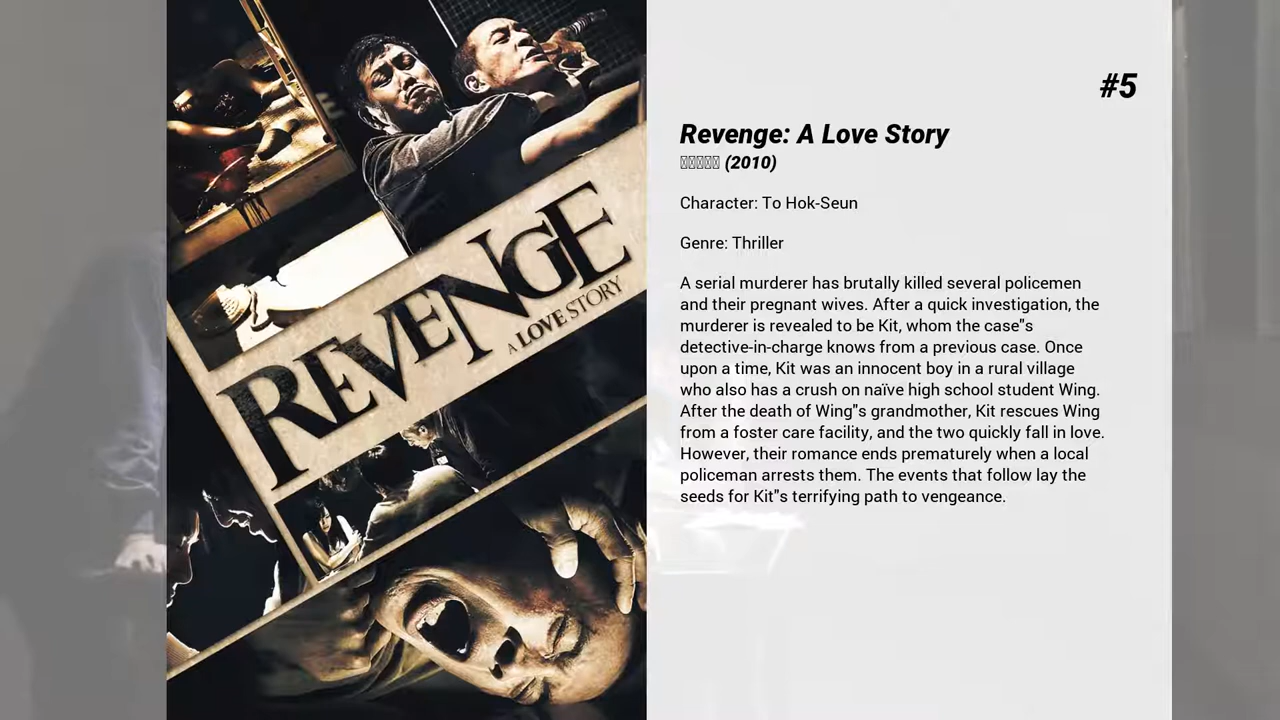 REVENGE
A LOVE STORY
#5
Revenge: A Love Story
(2010)
Character: To Hok-Seun
Genre: Thriller
A serial murderer has brutally killed several policemen
and their pregnant wives. After a quick investigation, the
murderer is revealed to be Kit, whom the case"s
detective-in-charge knows from a previous case. Once
upon a time, Kit was an innocent boy in a rural village
who also has a crush on naïve high school student Wing.
After the death of Wing"s grandmother, Kit rescues Wing
from a foster care facility, and the two quickly fall in love.
However, their romance ends prematurely when a local
policeman arrests them. The events that follow lay the
seeds for Kit"s terrifying path to vengeance.